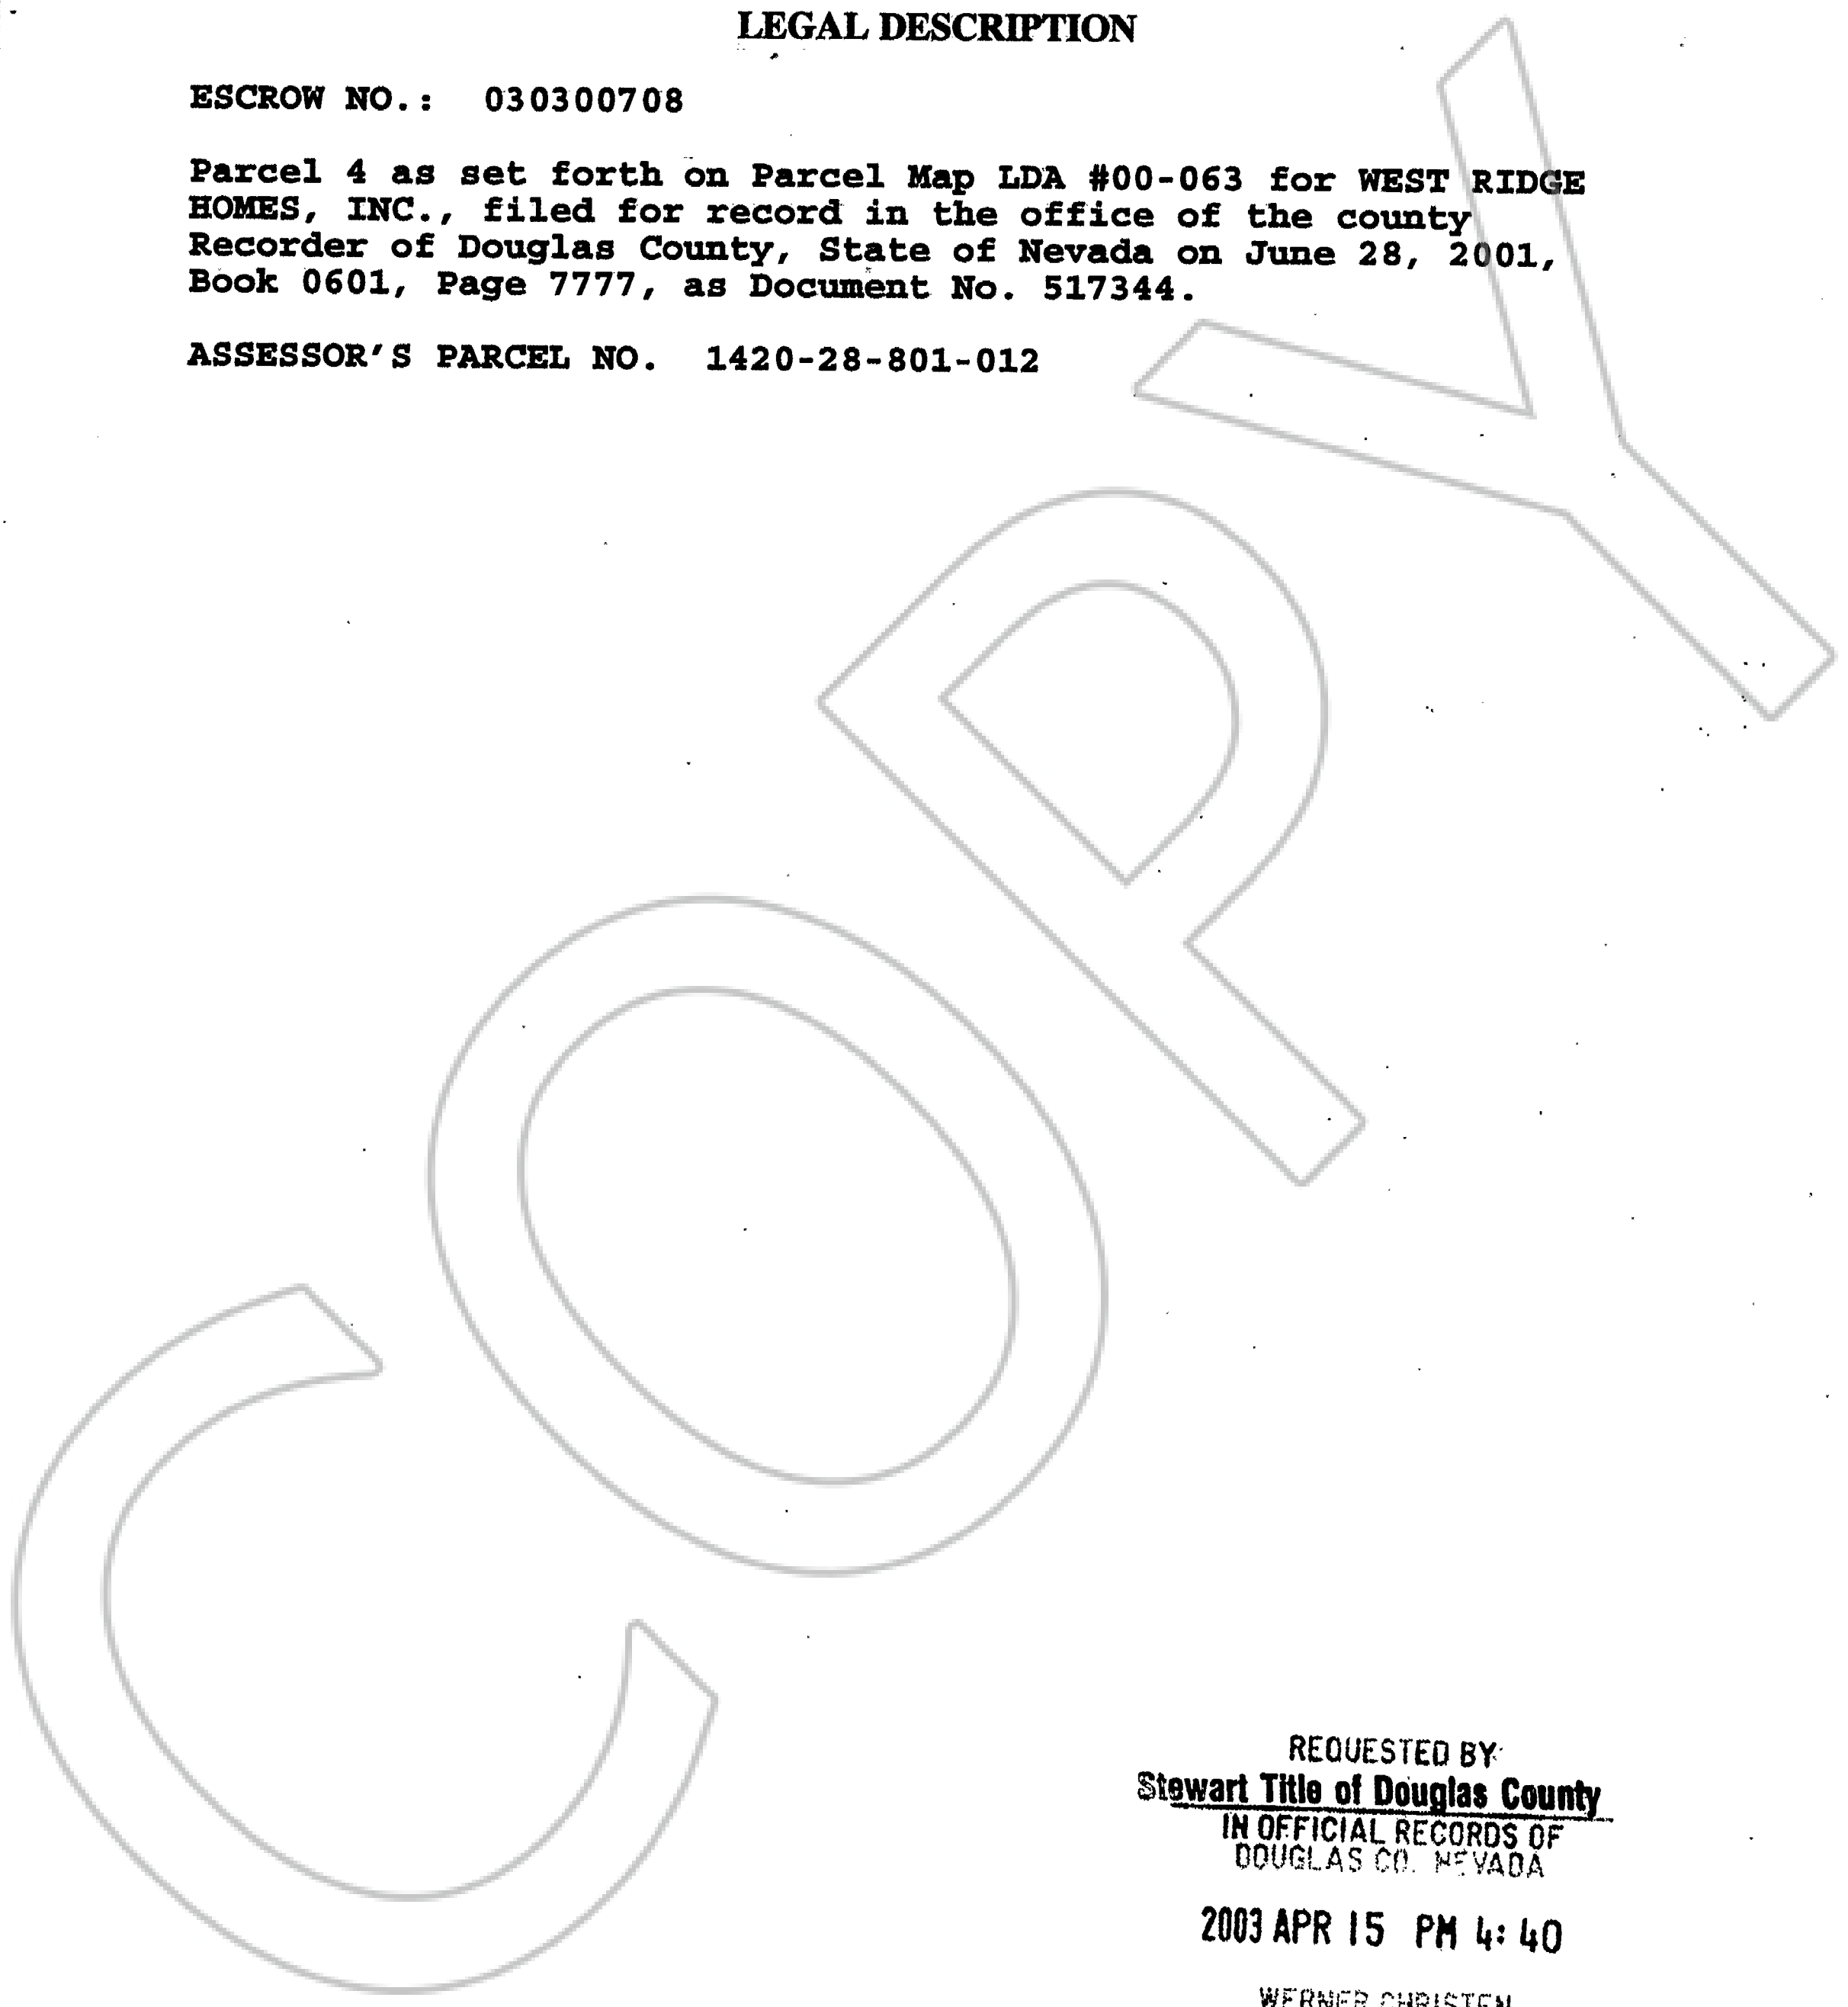 LEGAL DESCRIPTION
ESCROW NO.: 030300708
Parcel 4 as set forth on Parcel Map LDA #00-063 for WEST RIDGE
HOMES, INC., filed for record in the office of the county
Recorder of Douglas County, State of Nevada on June 28, 2001,
Book 0601, Page 7777, as Document No. 517344.
ASSESSOR'S PARCEL NO. 1420-28-801-012
COPY
REQUESTED BY
Stewart Title of Douglas County
IN OFFICIAL RECORDS OF
DOUGLAS CO. NEVADA
2003 APR 15 PM 4:40
WERNER CHRISTEN